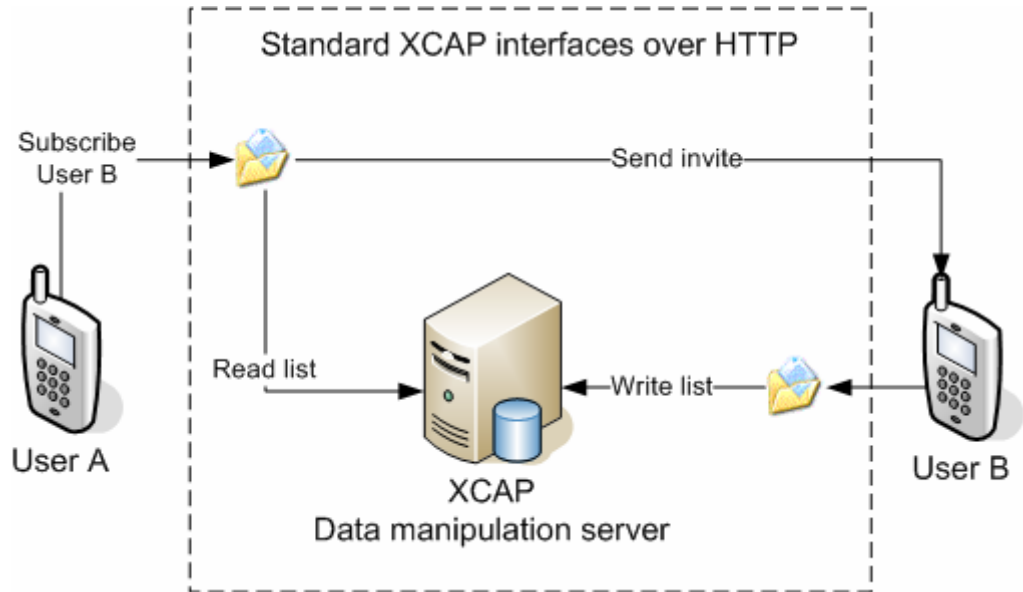 Standard XCAP interfaces over HTTP
Subscribe
User B
Send invite
Read list
Write list
User A
User B
XCAP
Data manipulation server